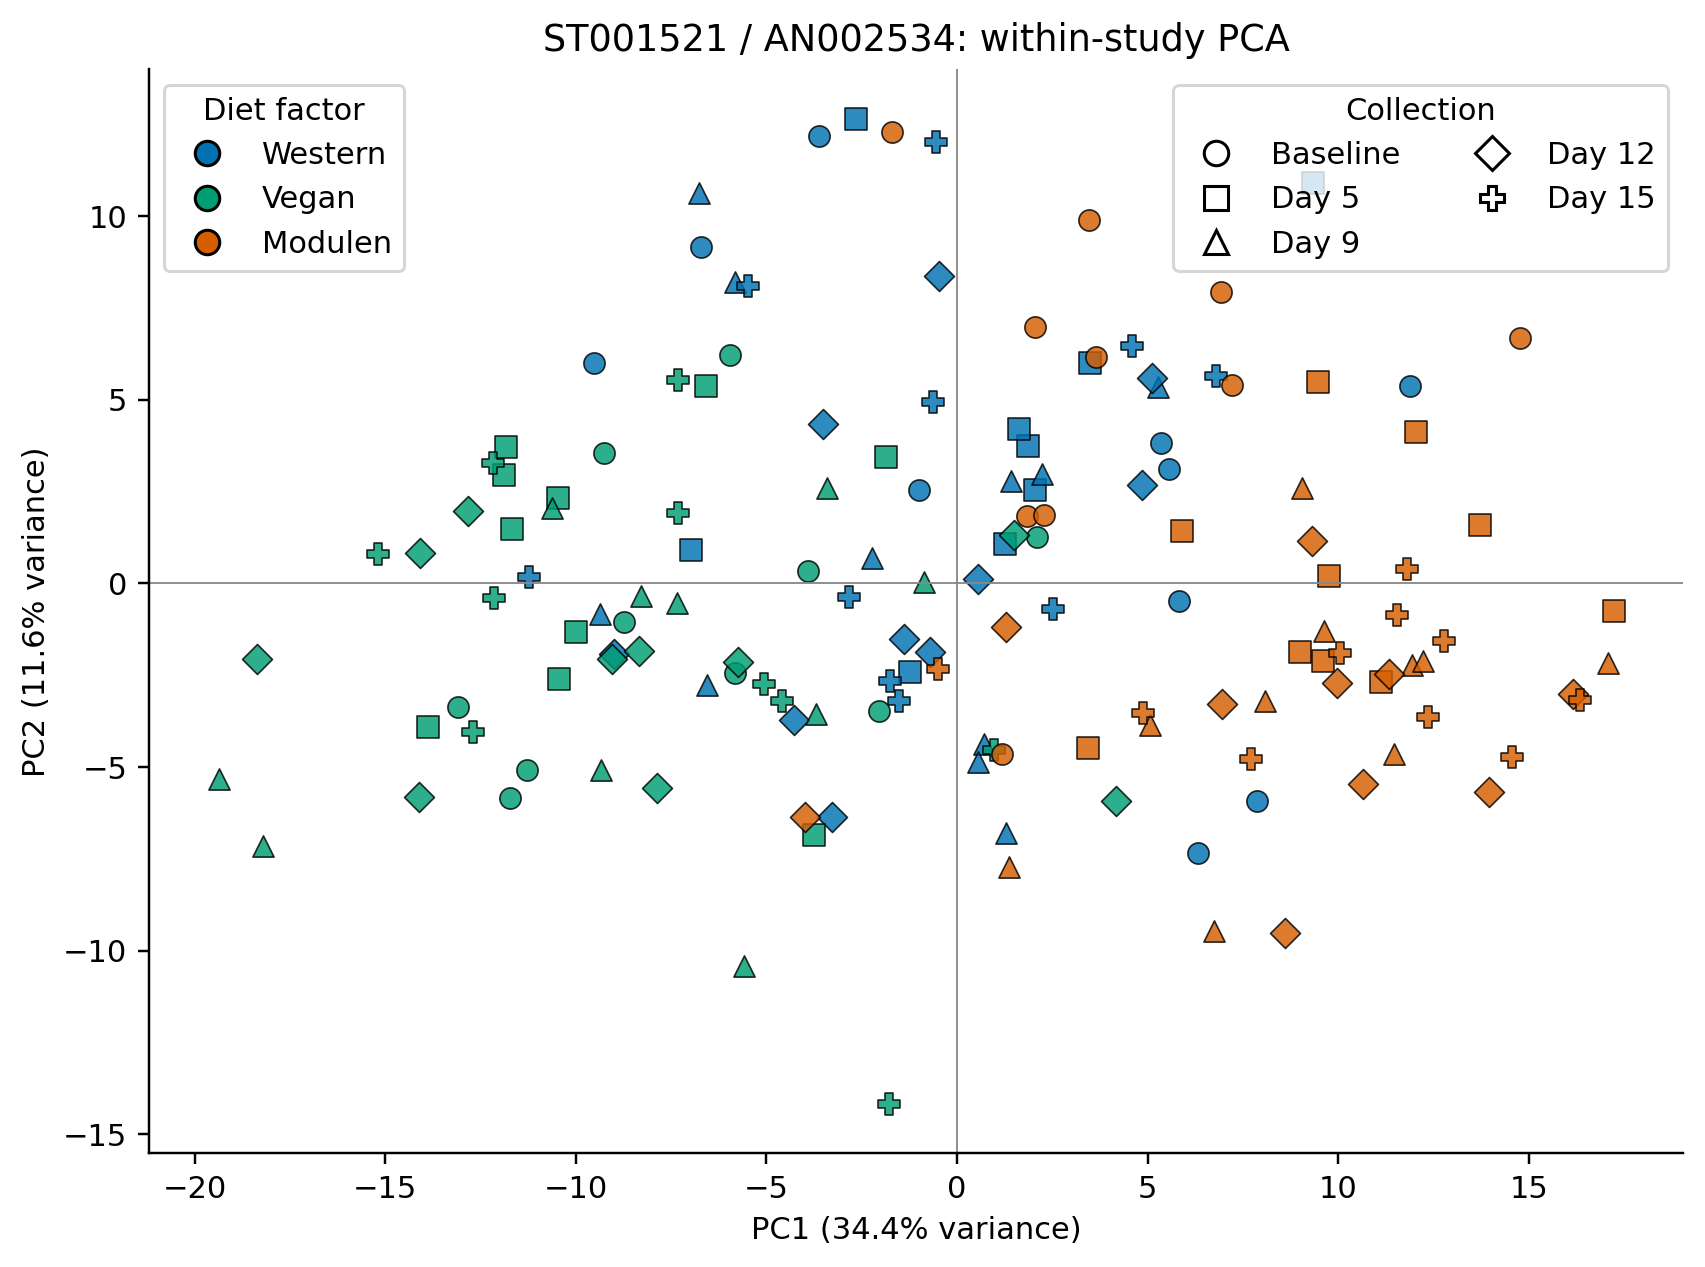 ST001521 / AN002534: within-study PCA
Diet factor
Western
Vegan
Modulen
Collection
Baseline
Day 5
Day 9
Day 12
Day 15
PC2 (11.6% variance)
10
5
0
−5
−10
−15
−20
−15
−10
−5
0
5
10
15
PC1 (34.4% variance)